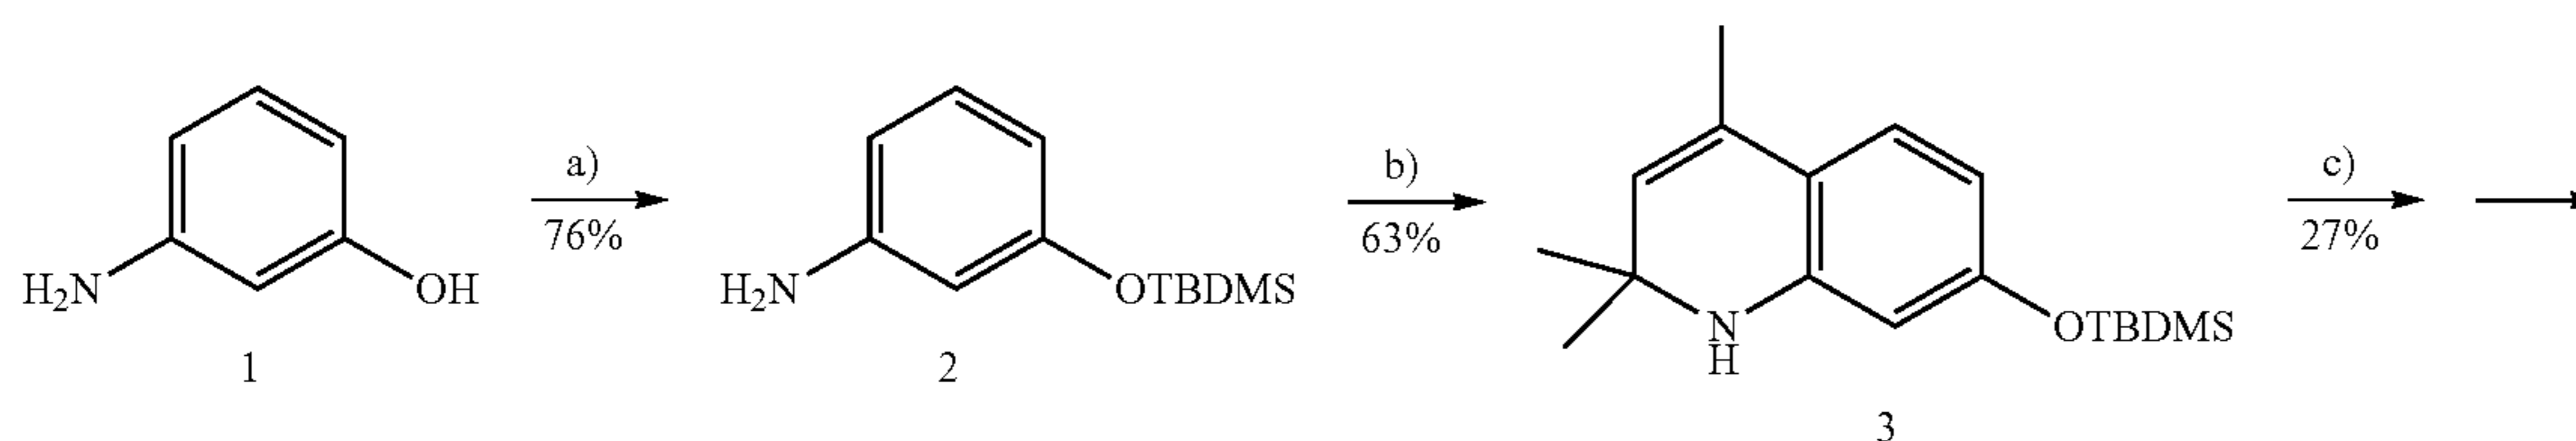 a)
76%
b)
63%
c)
27%
H₂N
OH
1
H₂N
OTBDMS
2
N
H
OTBDMS
3